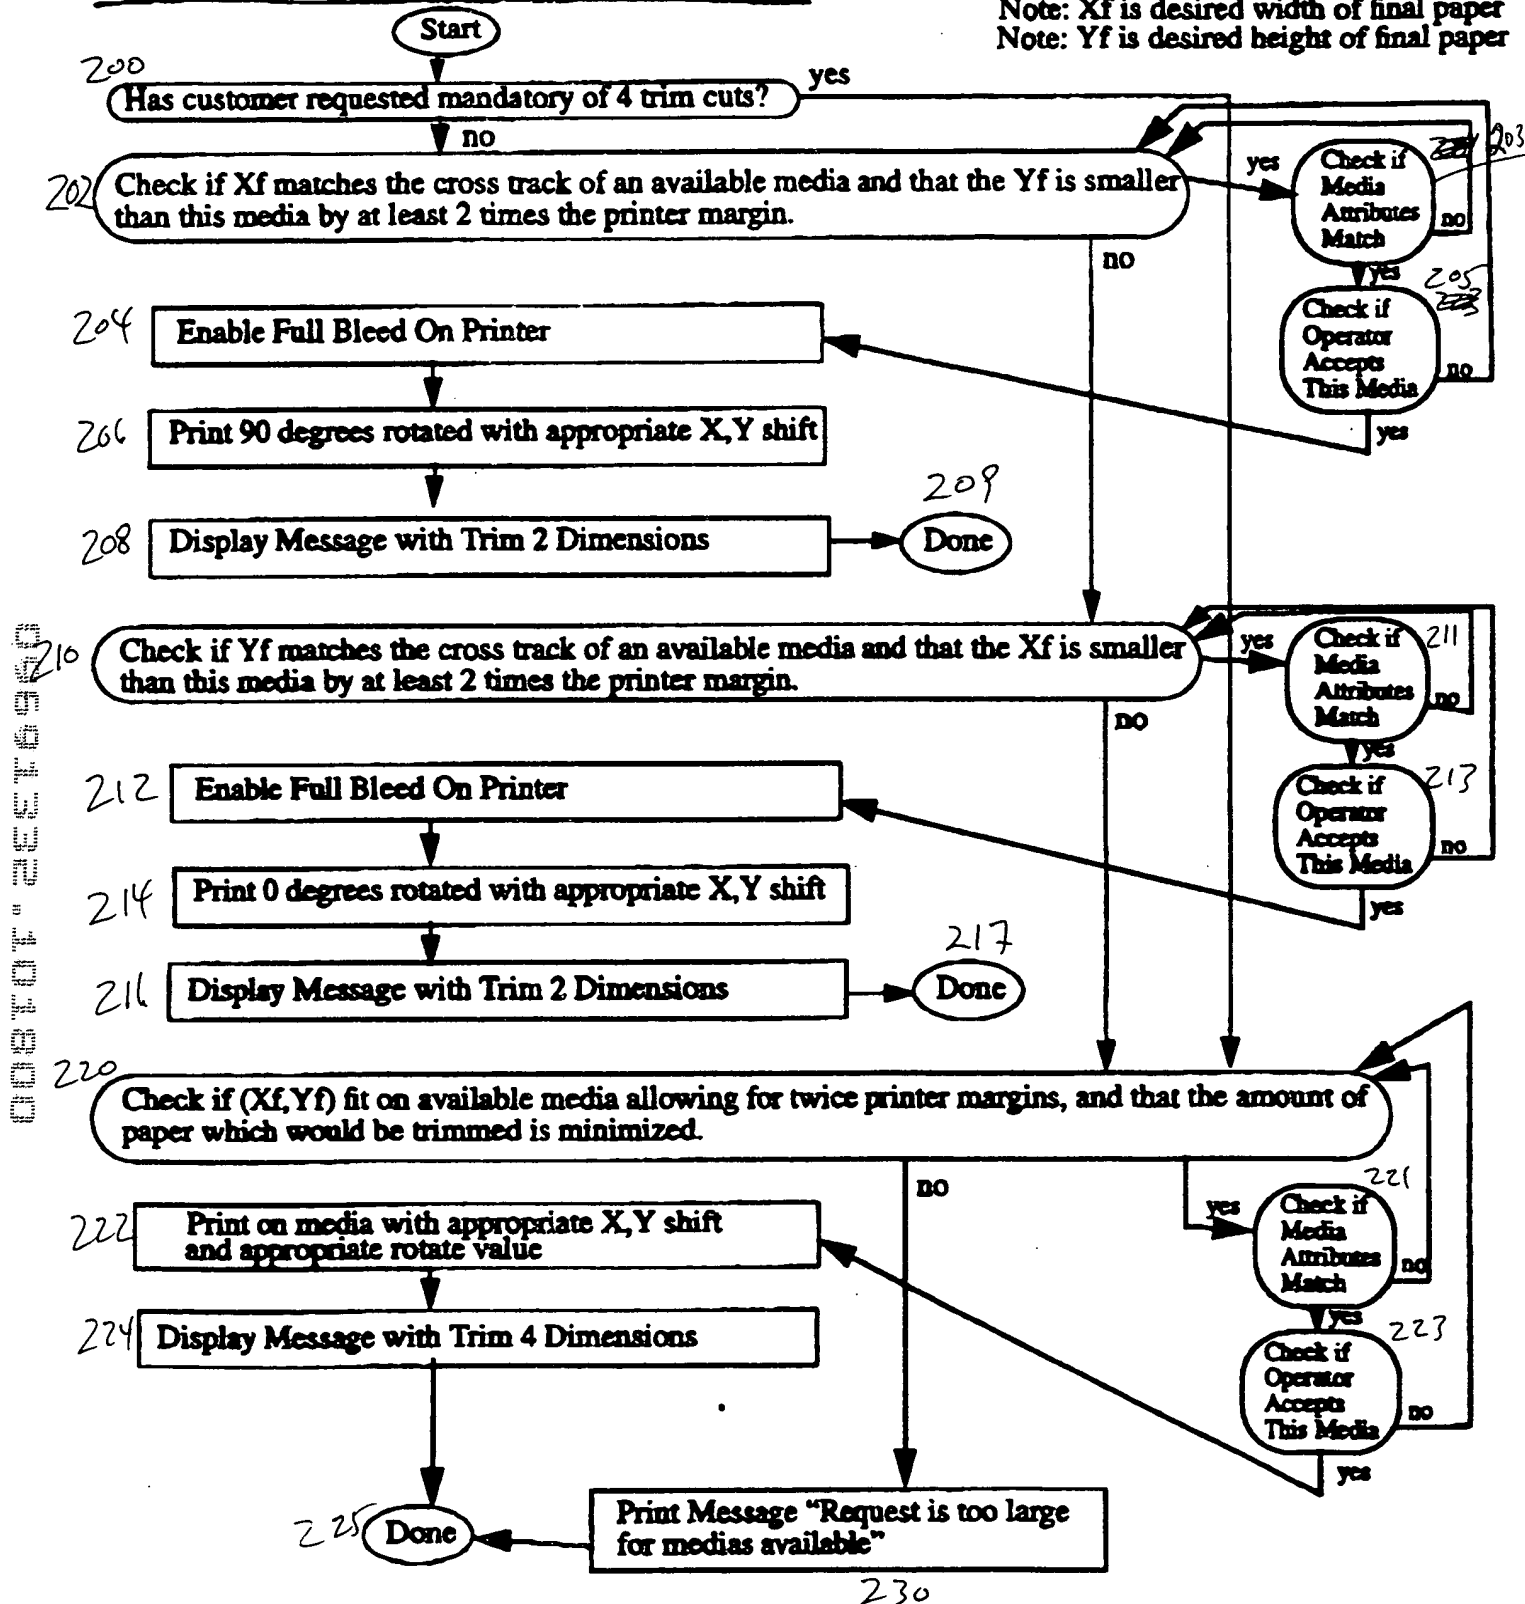 Note: Xf is desired width of final paper
Note: Yf is desired height of final paper
Start
200
Has customer requested mandatory of 4 trim cuts?
yes
no
202
Check if Xf matches the cross track of an available media and that the Yf is smaller
than this media by at least 2 times the printer margin.
yes
no
Check if
Media
Attributes
Match
203
no
yes
205
Check if
Operator
Accepts
This Media
no
yes
204
Enable Full Bleed On Printer
206
Print 90 degrees rotated with appropriate X,Y shift
208
Display Message with Trim 2 Dimensions
209
Done
210
Check if Yf matches the cross track of an available media and that the Xf is smaller
than this media by at least 2 times the printer margin.
yes
no
Check if
Media
Attributes
Match
211
no
yes
213
Check if
Operator
Accepts
This Media
no
yes
212
Enable Full Bleed On Printer
214
Print 0 degrees rotated with appropriate X,Y shift
216
Display Message with Trim 2 Dimensions
217
Done
220
Check if (Xf,Yf) fit on available media allowing for twice printer margins, and that the amount of
paper which would be trimmed is minimized.
no
yes
221
Check if
Media
Attributes
Match
no
yes
223
Check if
Operator
Accepts
This Media
no
yes
222
Print on media with appropriate X,Y shift
and appropriate rotate value
224
Display Message with Trim 4 Dimensions
225
Done
Print Message “Request is too large
for medias available”
230